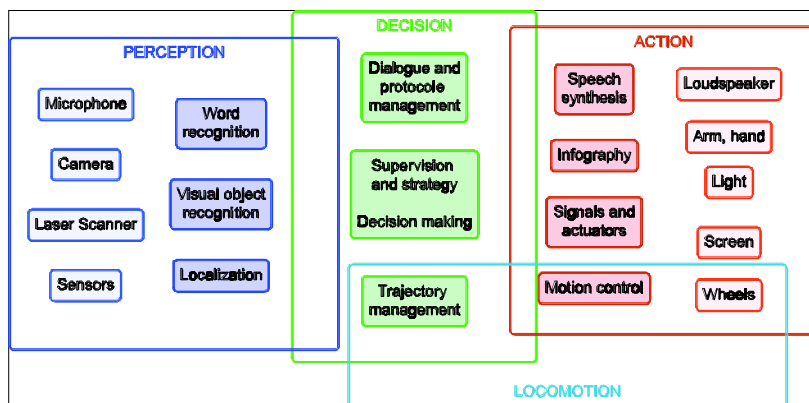 PERCEPTION
Microphone
Camera
Laser Scanner
Sensors
Word
recognition
Visual object
recognition
Localization
DECISION
Dialogue and
protocole
management
Supervision
and strategy
Decision making
Trajectory
management
ACTION
Speech
synthesis
Infography
Signals and
actuators
Motion control
Loudspeaker
Arm, hand
Light
Screen
Wheels
LOCOMOTION